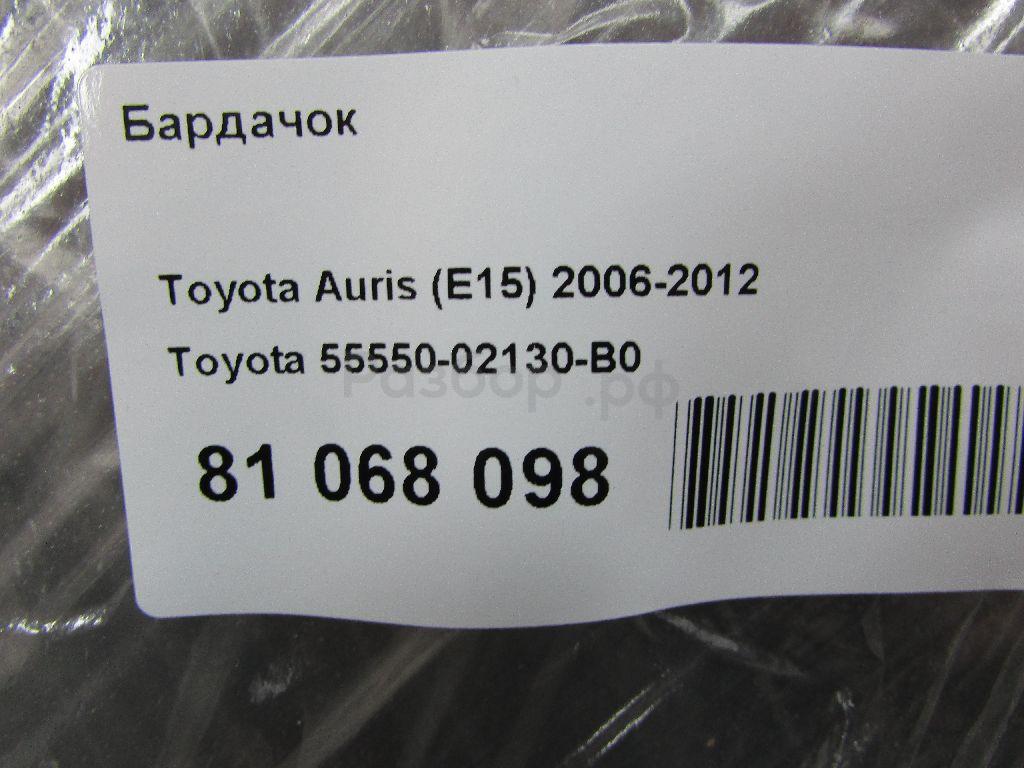 Бардачок
Toyota Auris (E15) 2006-2012
Toyota 55550-02130-B0
Разбор.рф
81 068 098